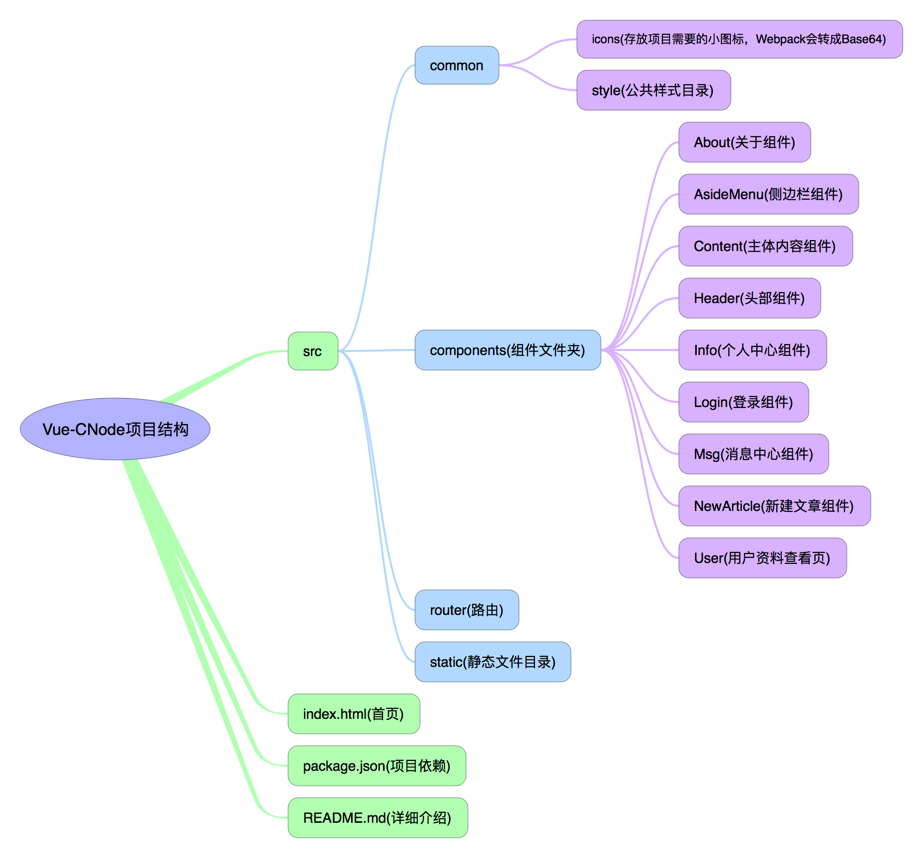 Vue-CNode项目结构
src
common
icons(存放项目需要的小图标，Webpack会转成Base64)
style(公共样式目录)
components(组件文件夹)
About(关于组件)
AsideMenu(侧边栏组件)
Content(主体内容组件)
Header(头部组件)
Info(个人中心组件)
Login(登录组件)
Msg(消息中心组件)
NewArticle(新建文章组件)
User(用户资料查看页)
router(路由)
static(静态文件目录)
index.html(首页)
package.json(项目依赖)
README.md(详细介绍)